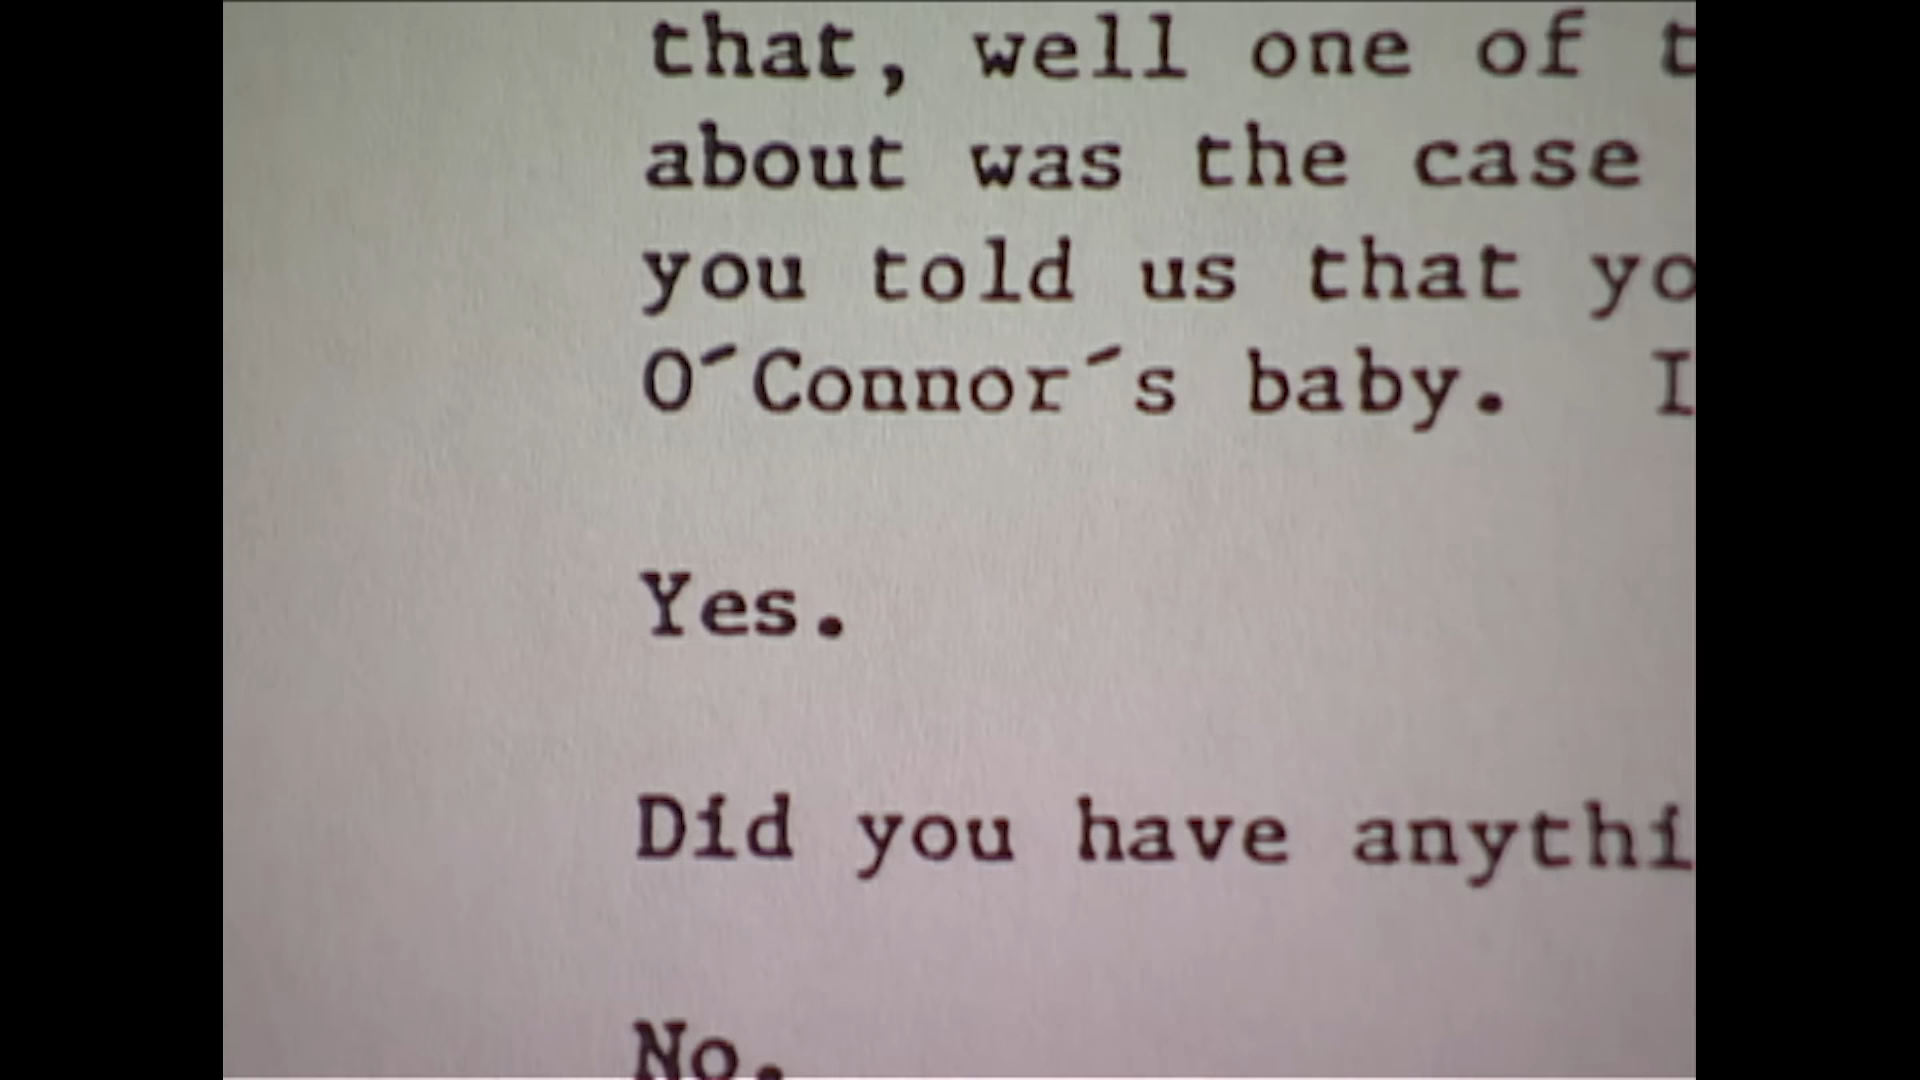 that, well one of
about was the case
you told us that
O´Connor´s baby.
Yes.
Did you have
No.